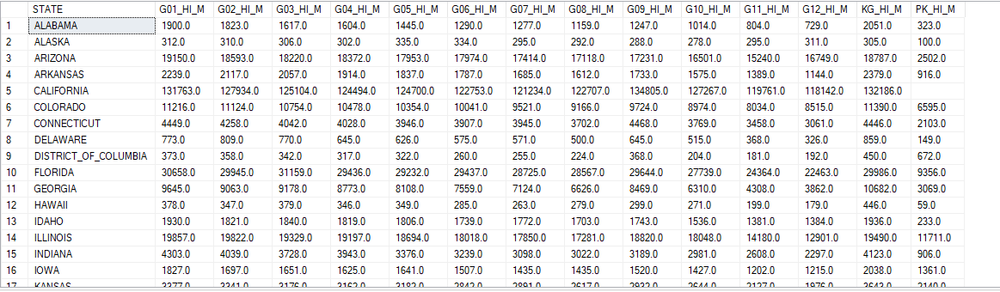 STATE G01_HI_M G02_HI_M G03_HI_M G04_HI_M G05_HI_M G06_HI_M G07_HI_M G08_HI_M G09_HI_M G10_HI_M G11_HI_M G12_HI_M KG_HI_M PK_HI_M
1 ALABAMA 1900.0 1823.0 1617.0 1604.0 1445.0 1290.0 1277.0 1159.0 1247.0 1014.0 804.0 729.0 2051.0 323.0
2 ALASKA 312.0 310.0 306.0 302.0 335.0 334.0 295.0 292.0 288.0 278.0 295.0 311.0 305.0 100.0
3 ARIZONA 19150.0 18593.0 18220.0 18372.0 17953.0 17974.0 17414.0 17118.0 17231.0 16501.0 15240.0 16749.0 18787.0 2502.0
4 ARKANSAS 2239.0 2117.0 2057.0 1914.0 1837.0 1787.0 1685.0 1612.0 1733.0 1575.0 1389.0 1144.0 2379.0 916.0
5 CALIFORNIA 131763.0 127934.0 125104.0 124494.0 124700.0 122753.0 121234.0 122707.0 134805.0 127267.0 119761.0 118142.0 132186.0
6 COLORADO 11216.0 11124.0 10754.0 10478.0 10354.0 10041.0 9521.0 9166.0 9724.0 8974.0 8034.0 8515.0 11390.0 6595.0
7 CONNECTICUT 4449.0 4258.0 4042.0 4028.0 3946.0 3907.0 3945.0 3702.0 4468.0 3769.0 3458.0 3061.0 4446.0 2103.0
8 DELAWARE 773.0 809.0 770.0 645.0 626.0 575.0 571.0 500.0 645.0 515.0 368.0 326.0 859.0 149.0
9 DISTRICT_OF_COLUMBIA 373.0 358.0 342.0 317.0 322.0 260.0 255.0 224.0 368.0 204.0 181.0 192.0 450.0 672.0
10 FLORIDA 30658.0 29945.0 31159.0 29436.0 29232.0 29437.0 28725.0 28567.0 29644.0 27739.0 24364.0 22463.0 29986.0 9356.0
11 GEORGIA 9645.0 9063.0 9178.0 8773.0 8108.0 7559.0 7124.0 6626.0 8469.0 6310.0 4308.0 3862.0 10682.0 3069.0
12 HAWAII 378.0 347.0 379.0 346.0 349.0 285.0 263.0 279.0 299.0 271.0 199.0 179.0 446.0 59.0
13 IDAHO 1930.0 1821.0 1840.0 1819.0 1806.0 1739.0 1772.0 1703.0 1743.0 1536.0 1381.0 1384.0 1936.0 233.0
14 ILLINOIS 19857.0 19822.0 19329.0 19197.0 18694.0 18018.0 17850.0 17281.0 18820.0 18048.0 14180.0 12901.0 19490.0 11711.0
15 INDIANA 4303.0 4039.0 3728.0 3943.0 3376.0 3239.0 3098.0 3022.0 3189.0 2981.0 2608.0 2297.0 4123.0 906.0
16 IOWA 1827.0 1697.0 1651.0 1625.0 1641.0 1507.0 1435.0 1435.0 1520.0 1427.0 1202.0 1215.0 2038.0 1361.0
17 KANSAS